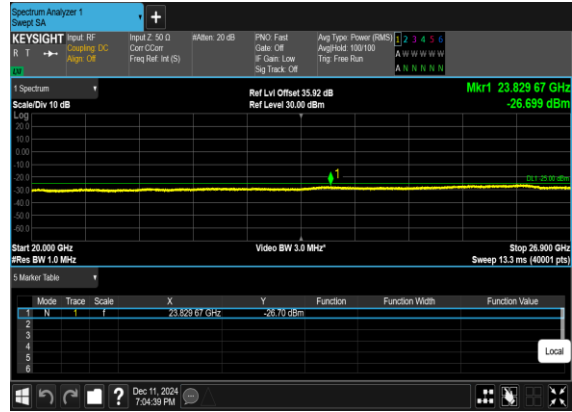 Spectrum Analyzer 1
Swept SA
+
KEYSIGHT Input: RF Input Z: 50 Ω #Atten: 20 dB PNO: Fast Avg Type: Power (RMS) 1 2 3 4 5 6
R T Coupling: DC Corr CCorr Gate: Off Avg|Hold: 100/100 A W W W W W
Align: Off Freq Ref: Int (S) IF Gain: Low Trig: Free Run
Sig Track: Off A N N N N N
1 Spectrum Ref Lvl Offset 35.92 dB Mkr1 23.829 67 GHz
Scale/Div 10 dB Ref Level 30.00 dBm -26.699 dBm
Log
20.0
10.0
0.00
-10.0
-20.0
-30.0
-40.0
-50.0
-60.0
1
DL1 -25.00 dBm
Start 20.000 GHz Video BW 3.0 MHz* Stop 26.900 GHz
#Res BW 1.0 MHz Sweep 13.3 ms (40001 pts)
5 Marker Table
Mode Trace Scale X Y Function Function Width Function Value
1 N 1 f 23.829 67 GHz -26.70 dBm
2
3
4
5
6
Local
? Dec 11, 2024
7:04:39 PM